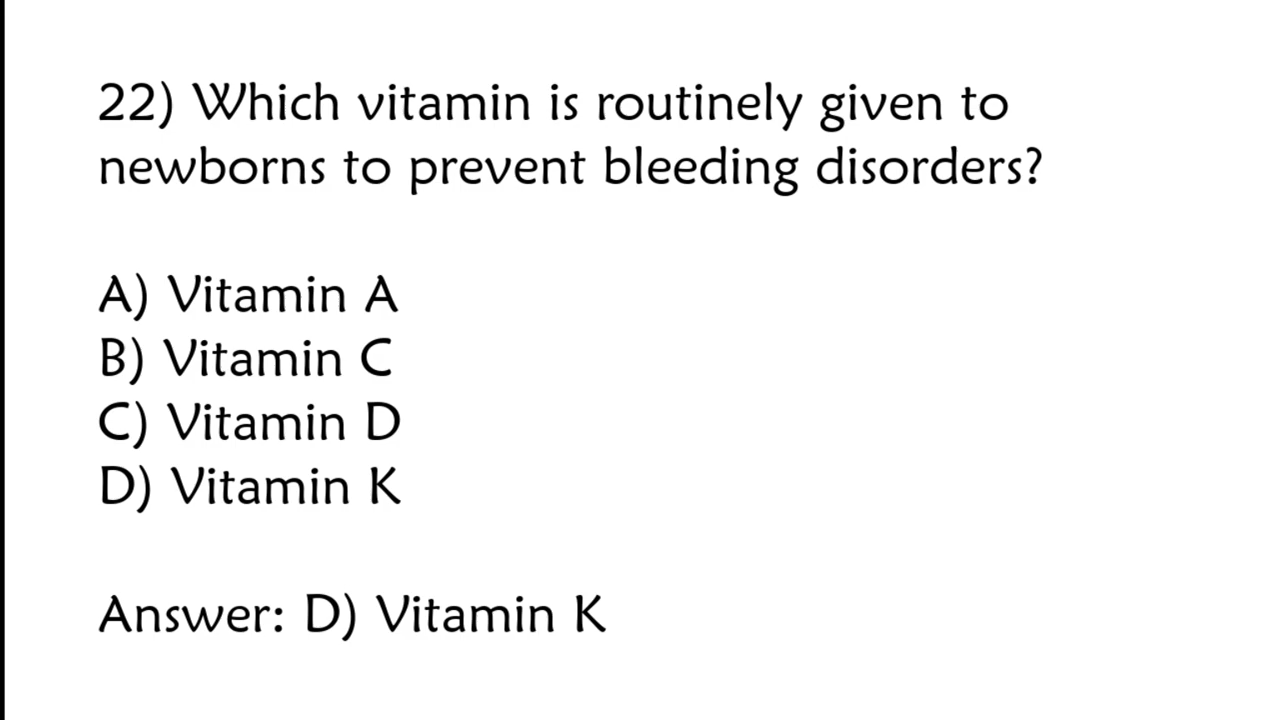 22) Which vitamin is routinely given to
newborns to prevent bleeding disorders?
A) Vitamin A
B) Vitamin C
C) Vitamin D
D) Vitamin K
Answer: D) Vitamin K